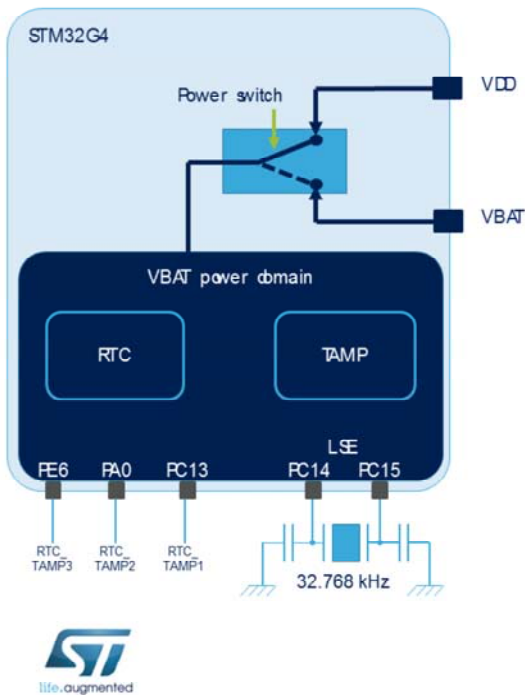 STM32G4
VDD
Power switch
VBAT
VBAT power domain
RTC
TAMP
LSE
PE6
PA0
PC13
PC14
PC15
RTC_
TAMP3
RTC_
TAMP2
RTC_
TAMP1
32.768 kHz
ST
life.augmented